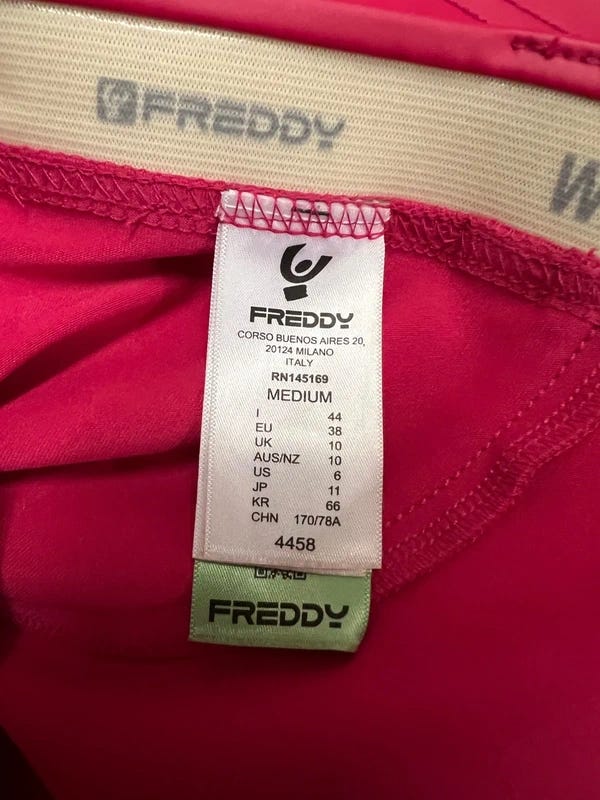 FREDDY
W
FREDDY
CORSO BUENOS AIRES 20,
20124 MILANO
ITALY
RN145169
MEDIUM
I 44
EU 38
UK 10
AUS/NZ 10
US 6
JP 11
KR 66
CHN 170/78A
4458
FREDDY